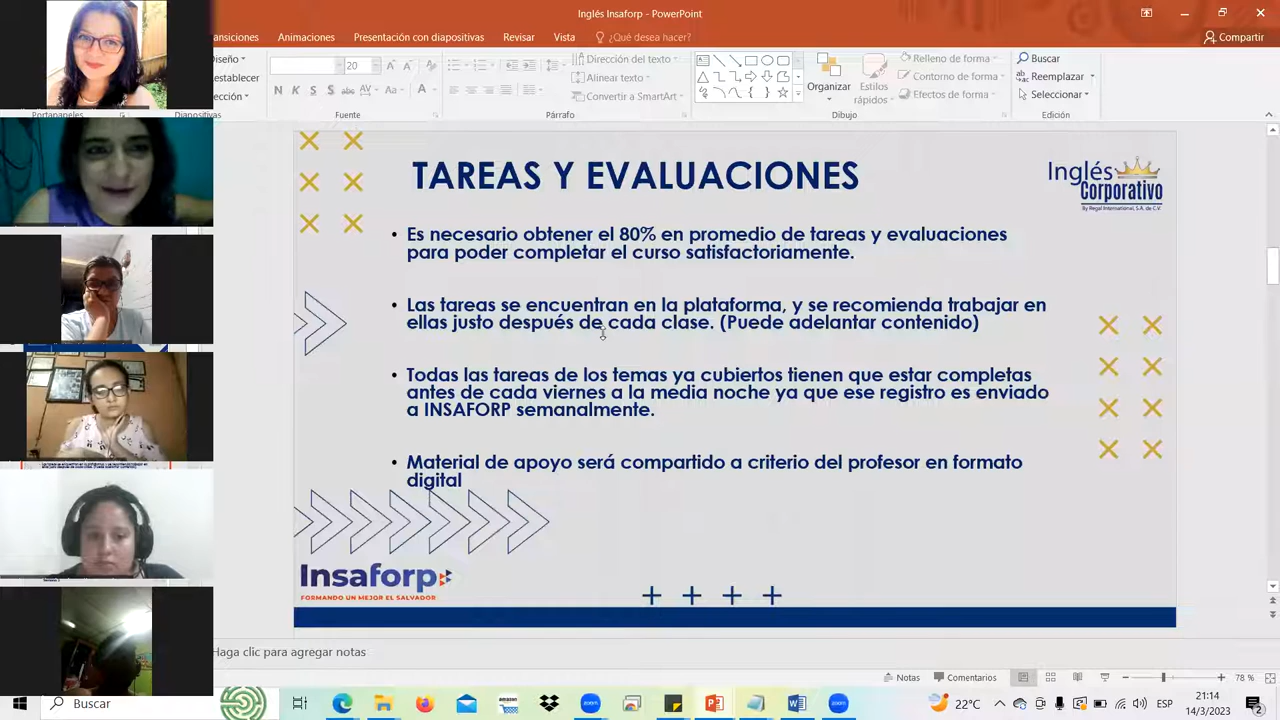 Inglés Insaforp - PowerPoint
Animaciones Presentación con diapositivas Revisar Vista ¿Qué desea hacer?
Compartir
Diseño
20
Dirección del texto
Alinear texto
Convertir a SmartArt
Organizar
Estilos rápidos
Relleno de forma
Contorno de forma
Efectos de forma
Buscar
Reemplazar
Seleccionar
Portapapeles Diapositivas Fuente Párrafo Dibujo Edición
TAREAS Y EVALUACIONES
Inglés
Corporativo
By Regal International, S.A. de C.V.
• Es necesario obtener el 80% en promedio de tareas y evaluaciones
para poder completar el curso satisfactoriamente.
• Las tareas se encuentran en la plataforma, y se recomienda trabajar en
ellas justo después de cada clase. (Puede adelantar contenido)
• Todas las tareas de los temas ya cubiertos tienen que estar completas
antes de cada viernes a la media noche ya que ese registro es enviado
a INSAFORP semanalmente.
• Material de apoyo será compartido a criterio del profesor en formato
digital
Insaforp
FORMANDO UN MEJOR EL SALVADOR
Haga clic para agregar notas
Notas Comentarios 78 %
Buscar
22°C
ESP
21:14
14/3/2023